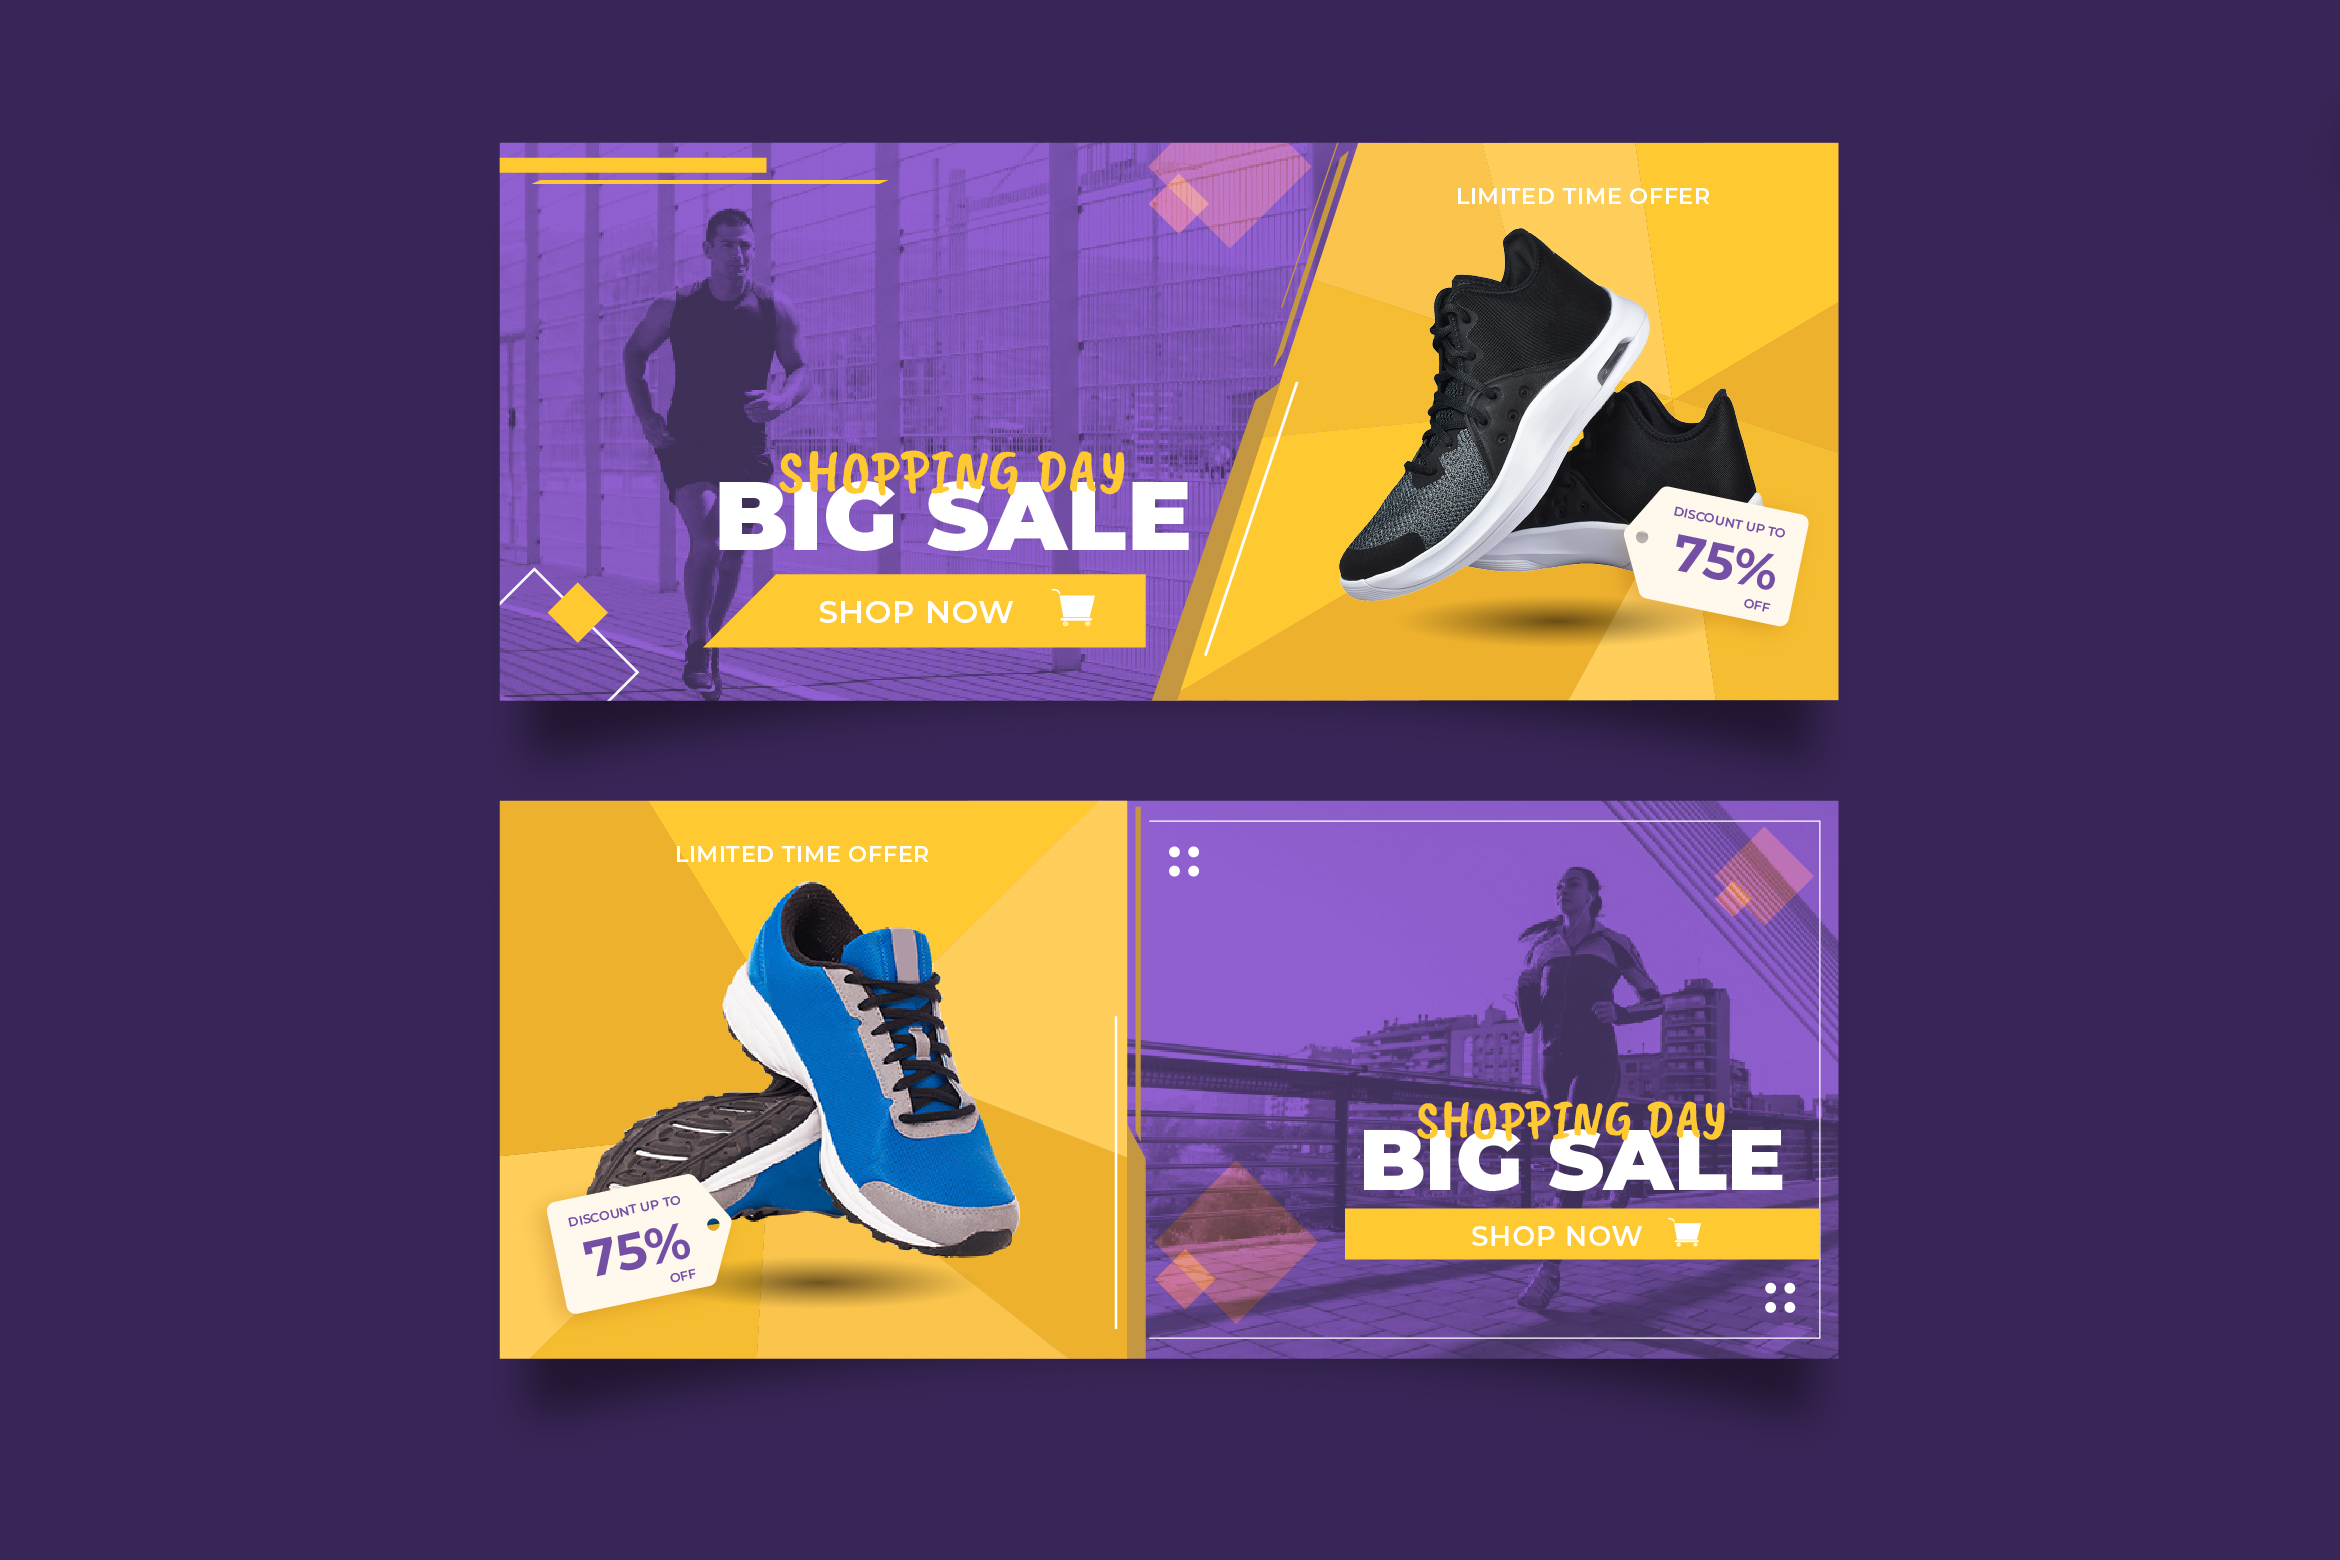 LIMITED TIME OFFER
SHOPPING DAY
BIG SALE
SHOP NOW
DISCOUNT UP TO
75%
OFF
LIMITED TIME OFFER
DISCOUNT UP TO
75%
OFF
SHOPPING DAY
BIG SALE
SHOP NOW